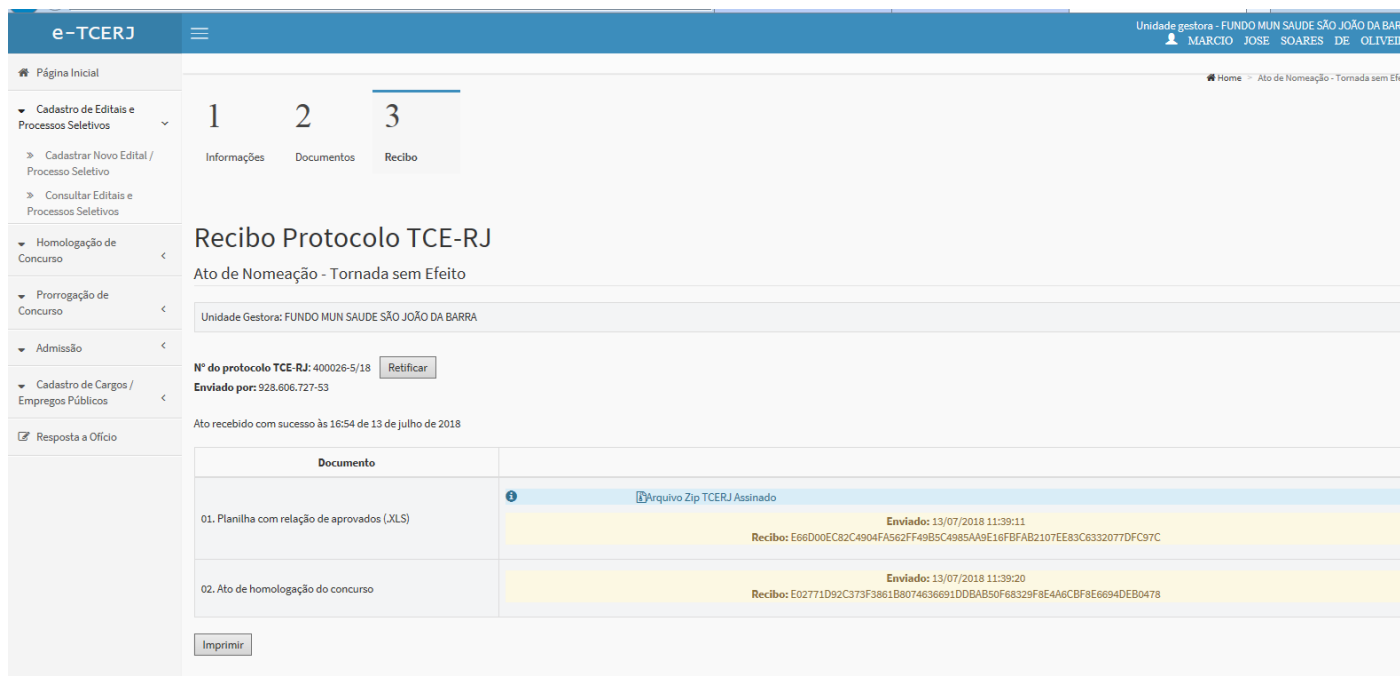 e-TCERJ
Unidade gestora - FUNDO MUN SAUDE SÃO JOÃO DA BAR
MARCIO JOSE SOARES DE OLIVEI
Home > Ato de Nomeação - Tornada sem Efe
Página Inicial
Cadastro de Editais e
Processos Seletivos
» Cadastrar Novo Edital /
Processo Seletivo
» Consultar Editais e
Processos Seletivos
Homologação de
Concurso
Prorrogação de
Concurso
Admissão
Cadastro de Cargos /
Empregos Públicos
Resposta a Ofício
1 2 3
Informações Documentos Recibo
Recibo Protocolo TCE-RJ
Ato de Nomeação - Tornada sem Efeito
Unidade Gestora: FUNDO MUN SAUDE SÃO JOÃO DA BARRA
Nº do protocolo TCE-RJ: 400026-5/18 Retificar
Enviado por: 928.606.727-53
Ato recebido com sucesso às 16:54 de 13 de julho de 2018
Documento
01. Planilha com relação de aprovados (.XLS)
Arquivo Zip TCERJ Assinado
Enviado: 13/07/2018 11:39:11
Recibo: E66D00EC82C4904FA562FF49B5C4985AA9E16FBFAB2107EE83C6332077DFC97C
02. Ato de homologação do concurso
Enviado: 13/07/2018 11:39:20
Recibo: E02771D92C373F3861B8074636691DDBAB50F68329F8E4A6CBF8E6694DEB0478
Imprimir